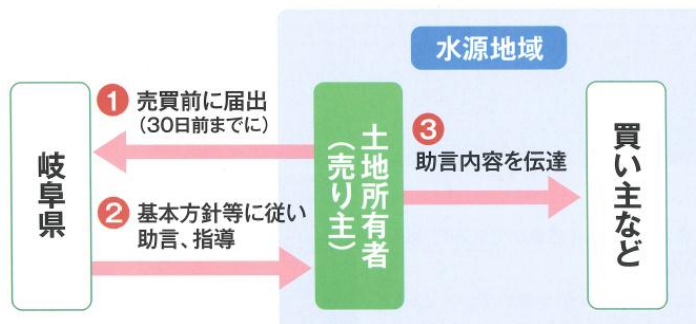 水源地域
1 売買前に届出
(30日前までに)
岐阜県
2 基本方針等に従い
助言、指導
土地所有者
(売り主)
3
助言内容を伝達
買い主など